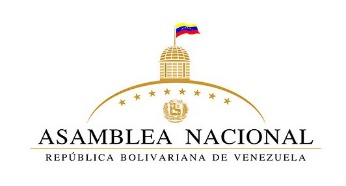 ASAMBLEA NACIONAL
REPÚBLICA BOLIVARIANA DE VENEZUELA